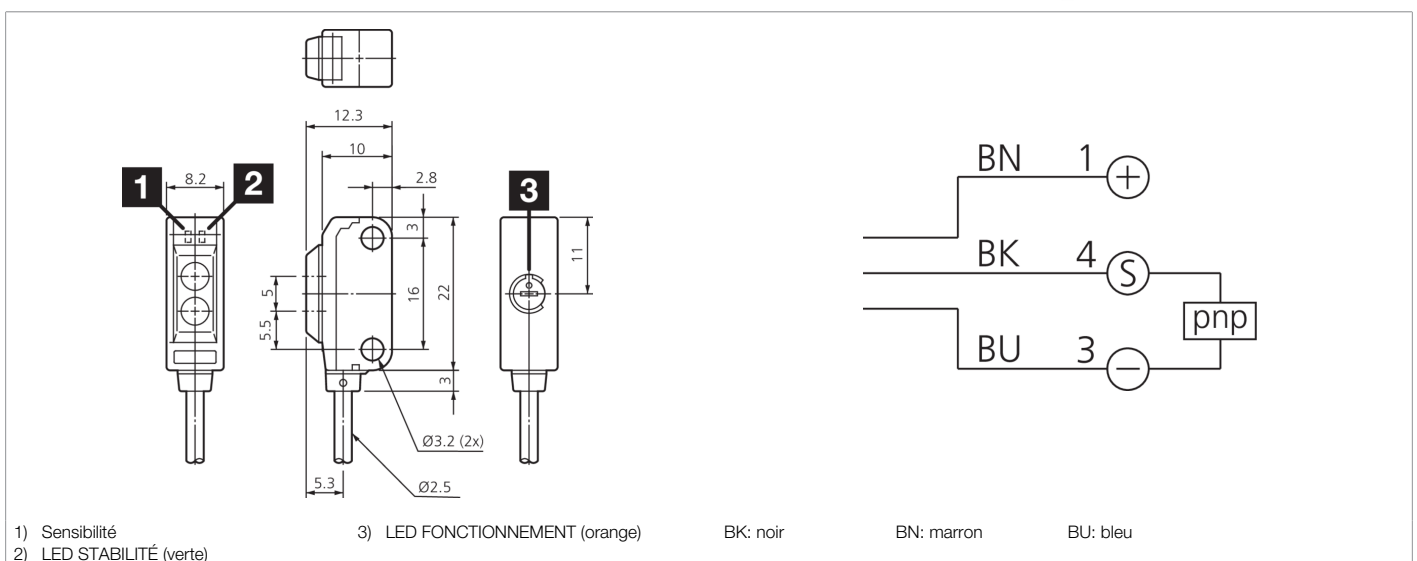 12.3
10
2.8
1
8.2
2
3
3
11
BN 1 +
BK 4 S
pnp
BU 3 −
5
5.5
16
22
3
Ø3.2 (2x)
5.3
Ø2.5
1) Sensibilité
2) LED STABILITÉ (verte)
3) LED FONCTIONNEMENT (orange)
BK: noir
BN: marron
BU: bleu